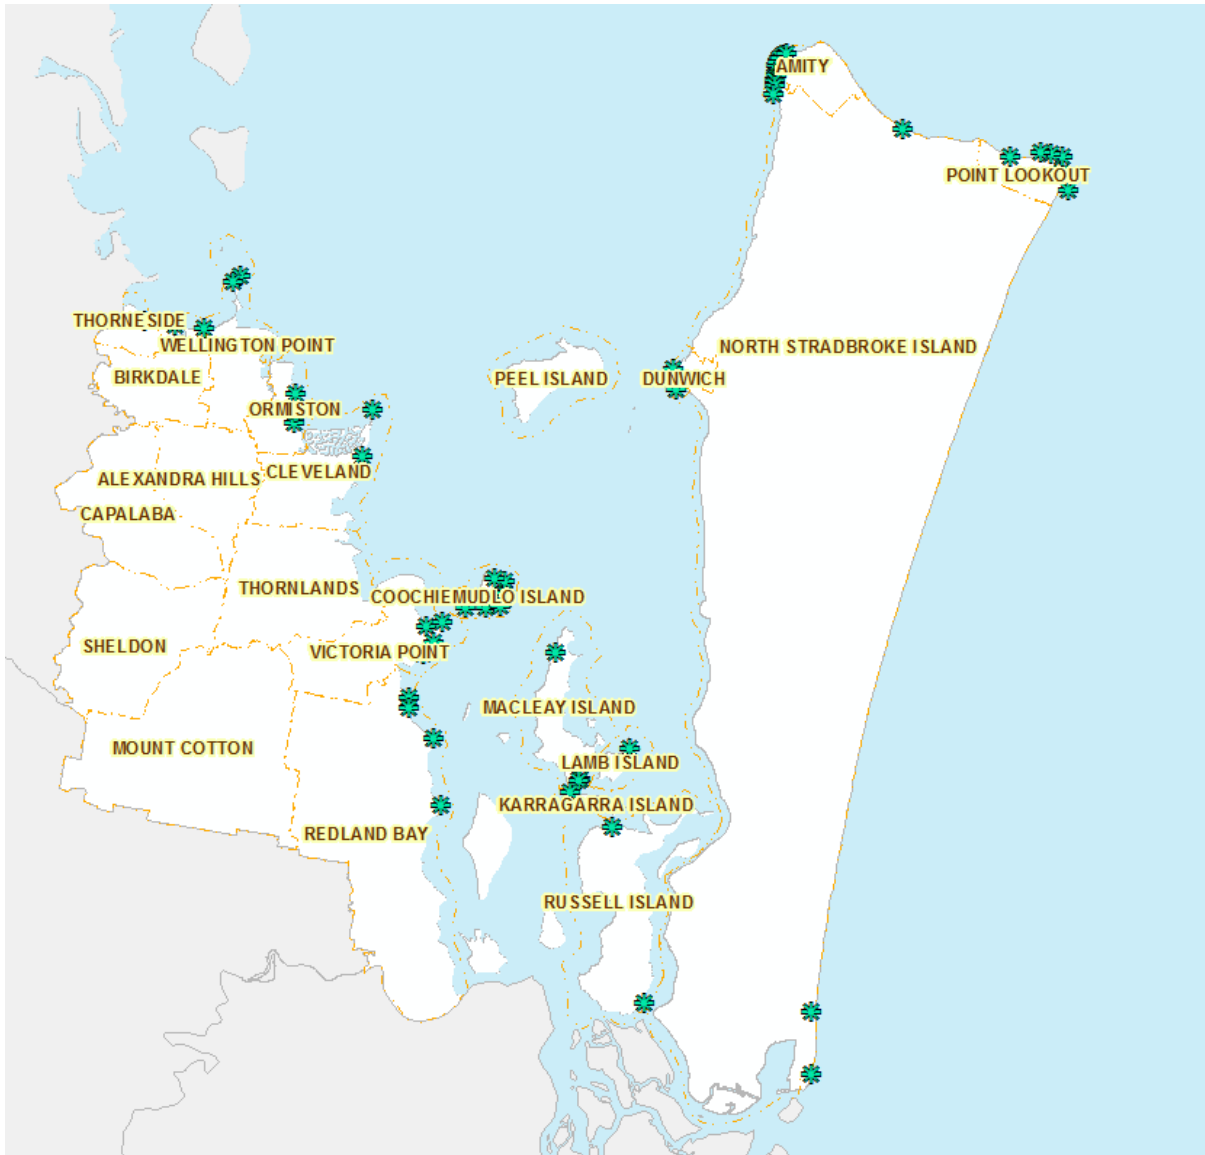 AMITY
POINT LOOKOUT
THORNESIDE
WELLINGTON POINT
NORTH STRADBROKE ISLAND
BIRKDALE
PEEL ISLAND
DUNWICH
ORMISTON
CLEVELAND
ALEXANDRA HILLS
CAPALABA
THORNLANDS
COOCHIEMUDLO ISLAND
SHELDON
VICTORIA POINT
MACLEAY ISLAND
MOUNT COTTON
LAMB ISLAND
KARRAGARRA ISLAND
REDLAND BAY
RUSSELL ISLAND